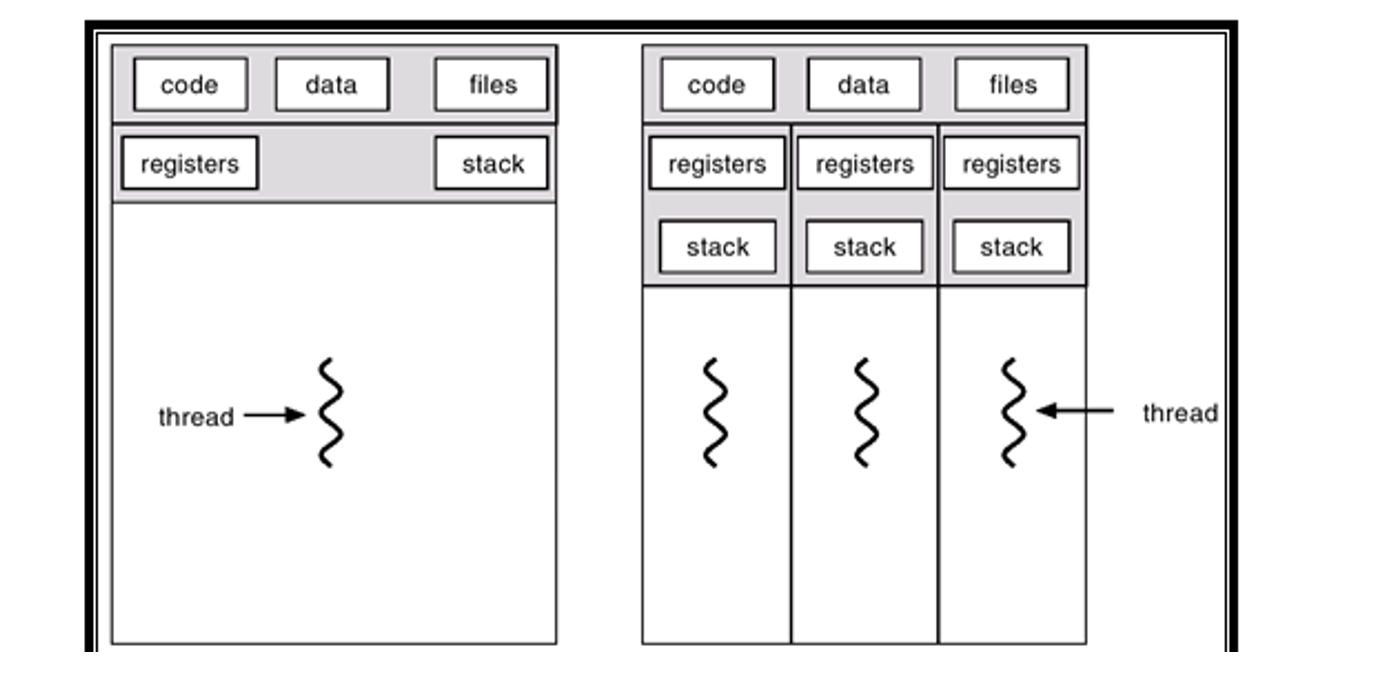 code data files
registers stack
thread
code data files
registers registers registers
stack stack stack
thread